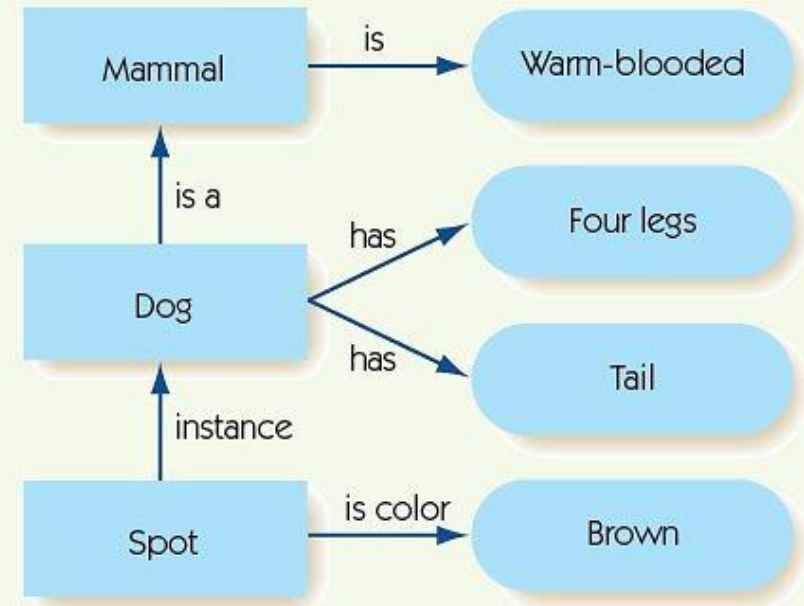 Mammal
is
Warm-blooded
is a
has
Four legs
Dog
has
Tail
instance
Spot
is color
Brown